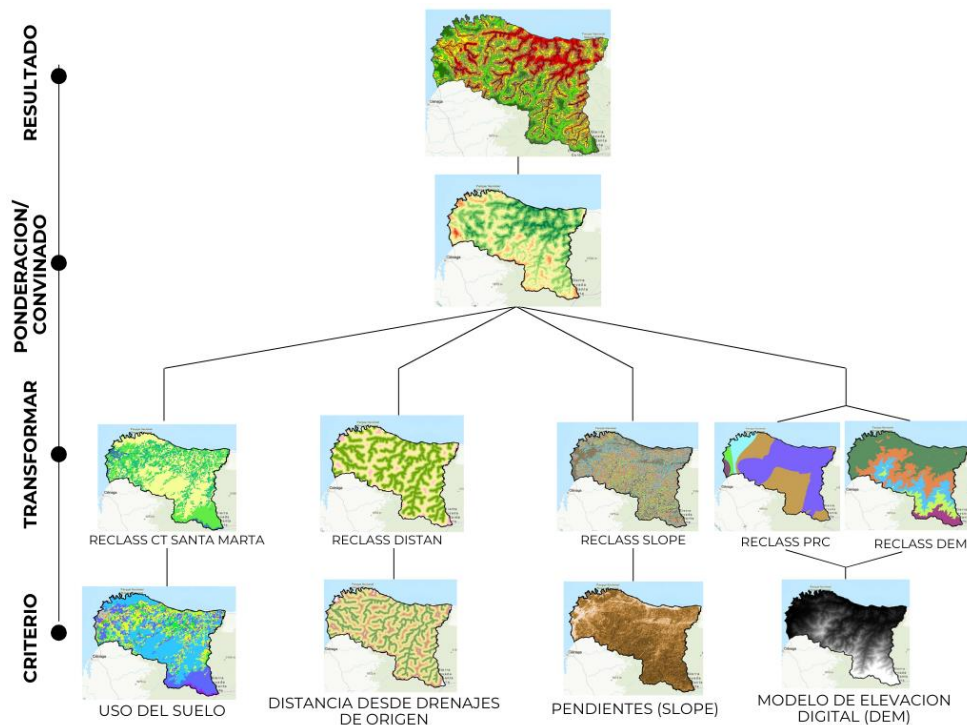 RESULTADO
PONDERACION/
CONVINADO
TRANSFORMAR
RECLASS CT SANTA MARTA
RECLASS DISTAN
RECLASS SLOPE
RECLASS PRC
RECLASS DEM
CRITERIO
USO DEL SUELO
DISTANCIA DESDE DRENAJES
DE ORIGEN
PENDIENTES (SLOPE)
MODELO DE ELEVACION
DIGITAL (DEM)